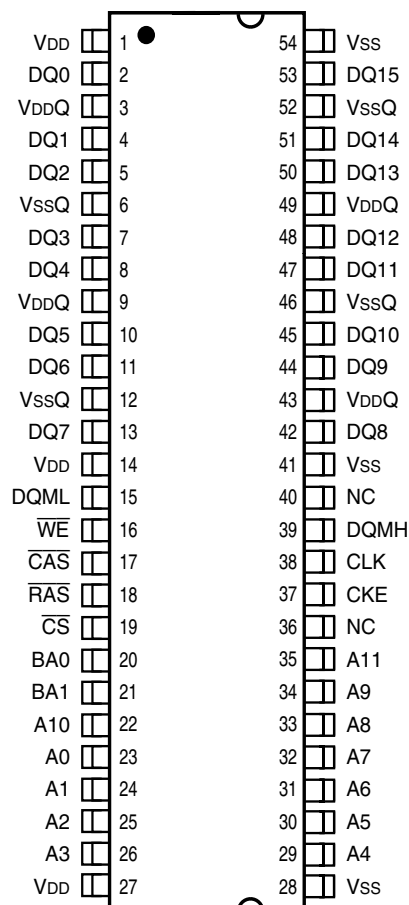 VDD 1 54 VSS
DQ0 2 53 DQ15
VDDQ 3 52 VSSQ
DQ1 4 51 DQ14
DQ2 5 50 DQ13
VSSQ 6 49 VDDQ
DQ3 7 48 DQ12
DQ4 8 47 DQ11
VDDQ 9 46 VSSQ
DQ5 10 45 DQ10
DQ6 11 44 DQ9
VSSQ 12 43 VDDQ
DQ7 13 42 DQ8
VDD 14 41 VSS
DQML 15 40 NC
W̅E̅ 16 39 DQMH
C̅A̅S̅ 17 38 CLK
R̅A̅S̅ 18 37 CKE
C̅S̅ 19 36 NC
BA0 20 35 A11
BA1 21 34 A9
A10 22 33 A8
A0 23 32 A7
A1 24 31 A6
A2 25 30 A5
A3 26 29 A4
VDD 27 28 VSS